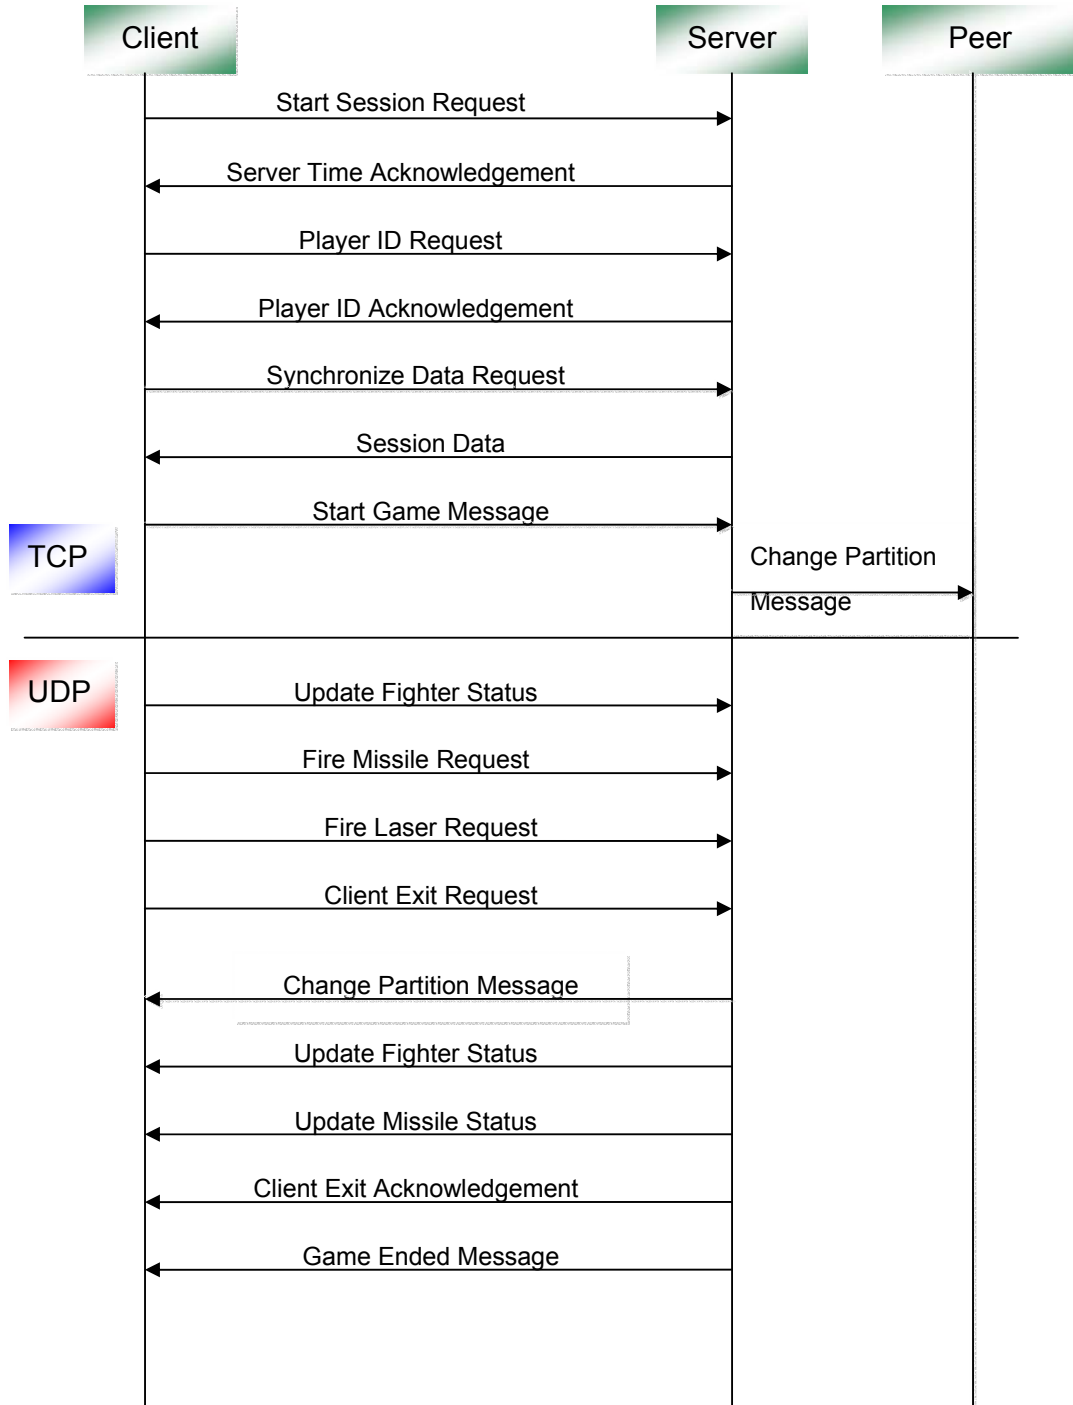 Client
Server
Peer
Start Session Request
Server Time Acknowledgement
Player ID Request
Player ID Acknowledgement
Synchronize Data Request
Session Data
Start Game Message
TCP
Change Partition
Message
UDP
Update Fighter Status
Fire Missile Request
Fire Laser Request
Client Exit Request
Change Partition Message
Update Fighter Status
Update Missile Status
Client Exit Acknowledgement
Game Ended Message